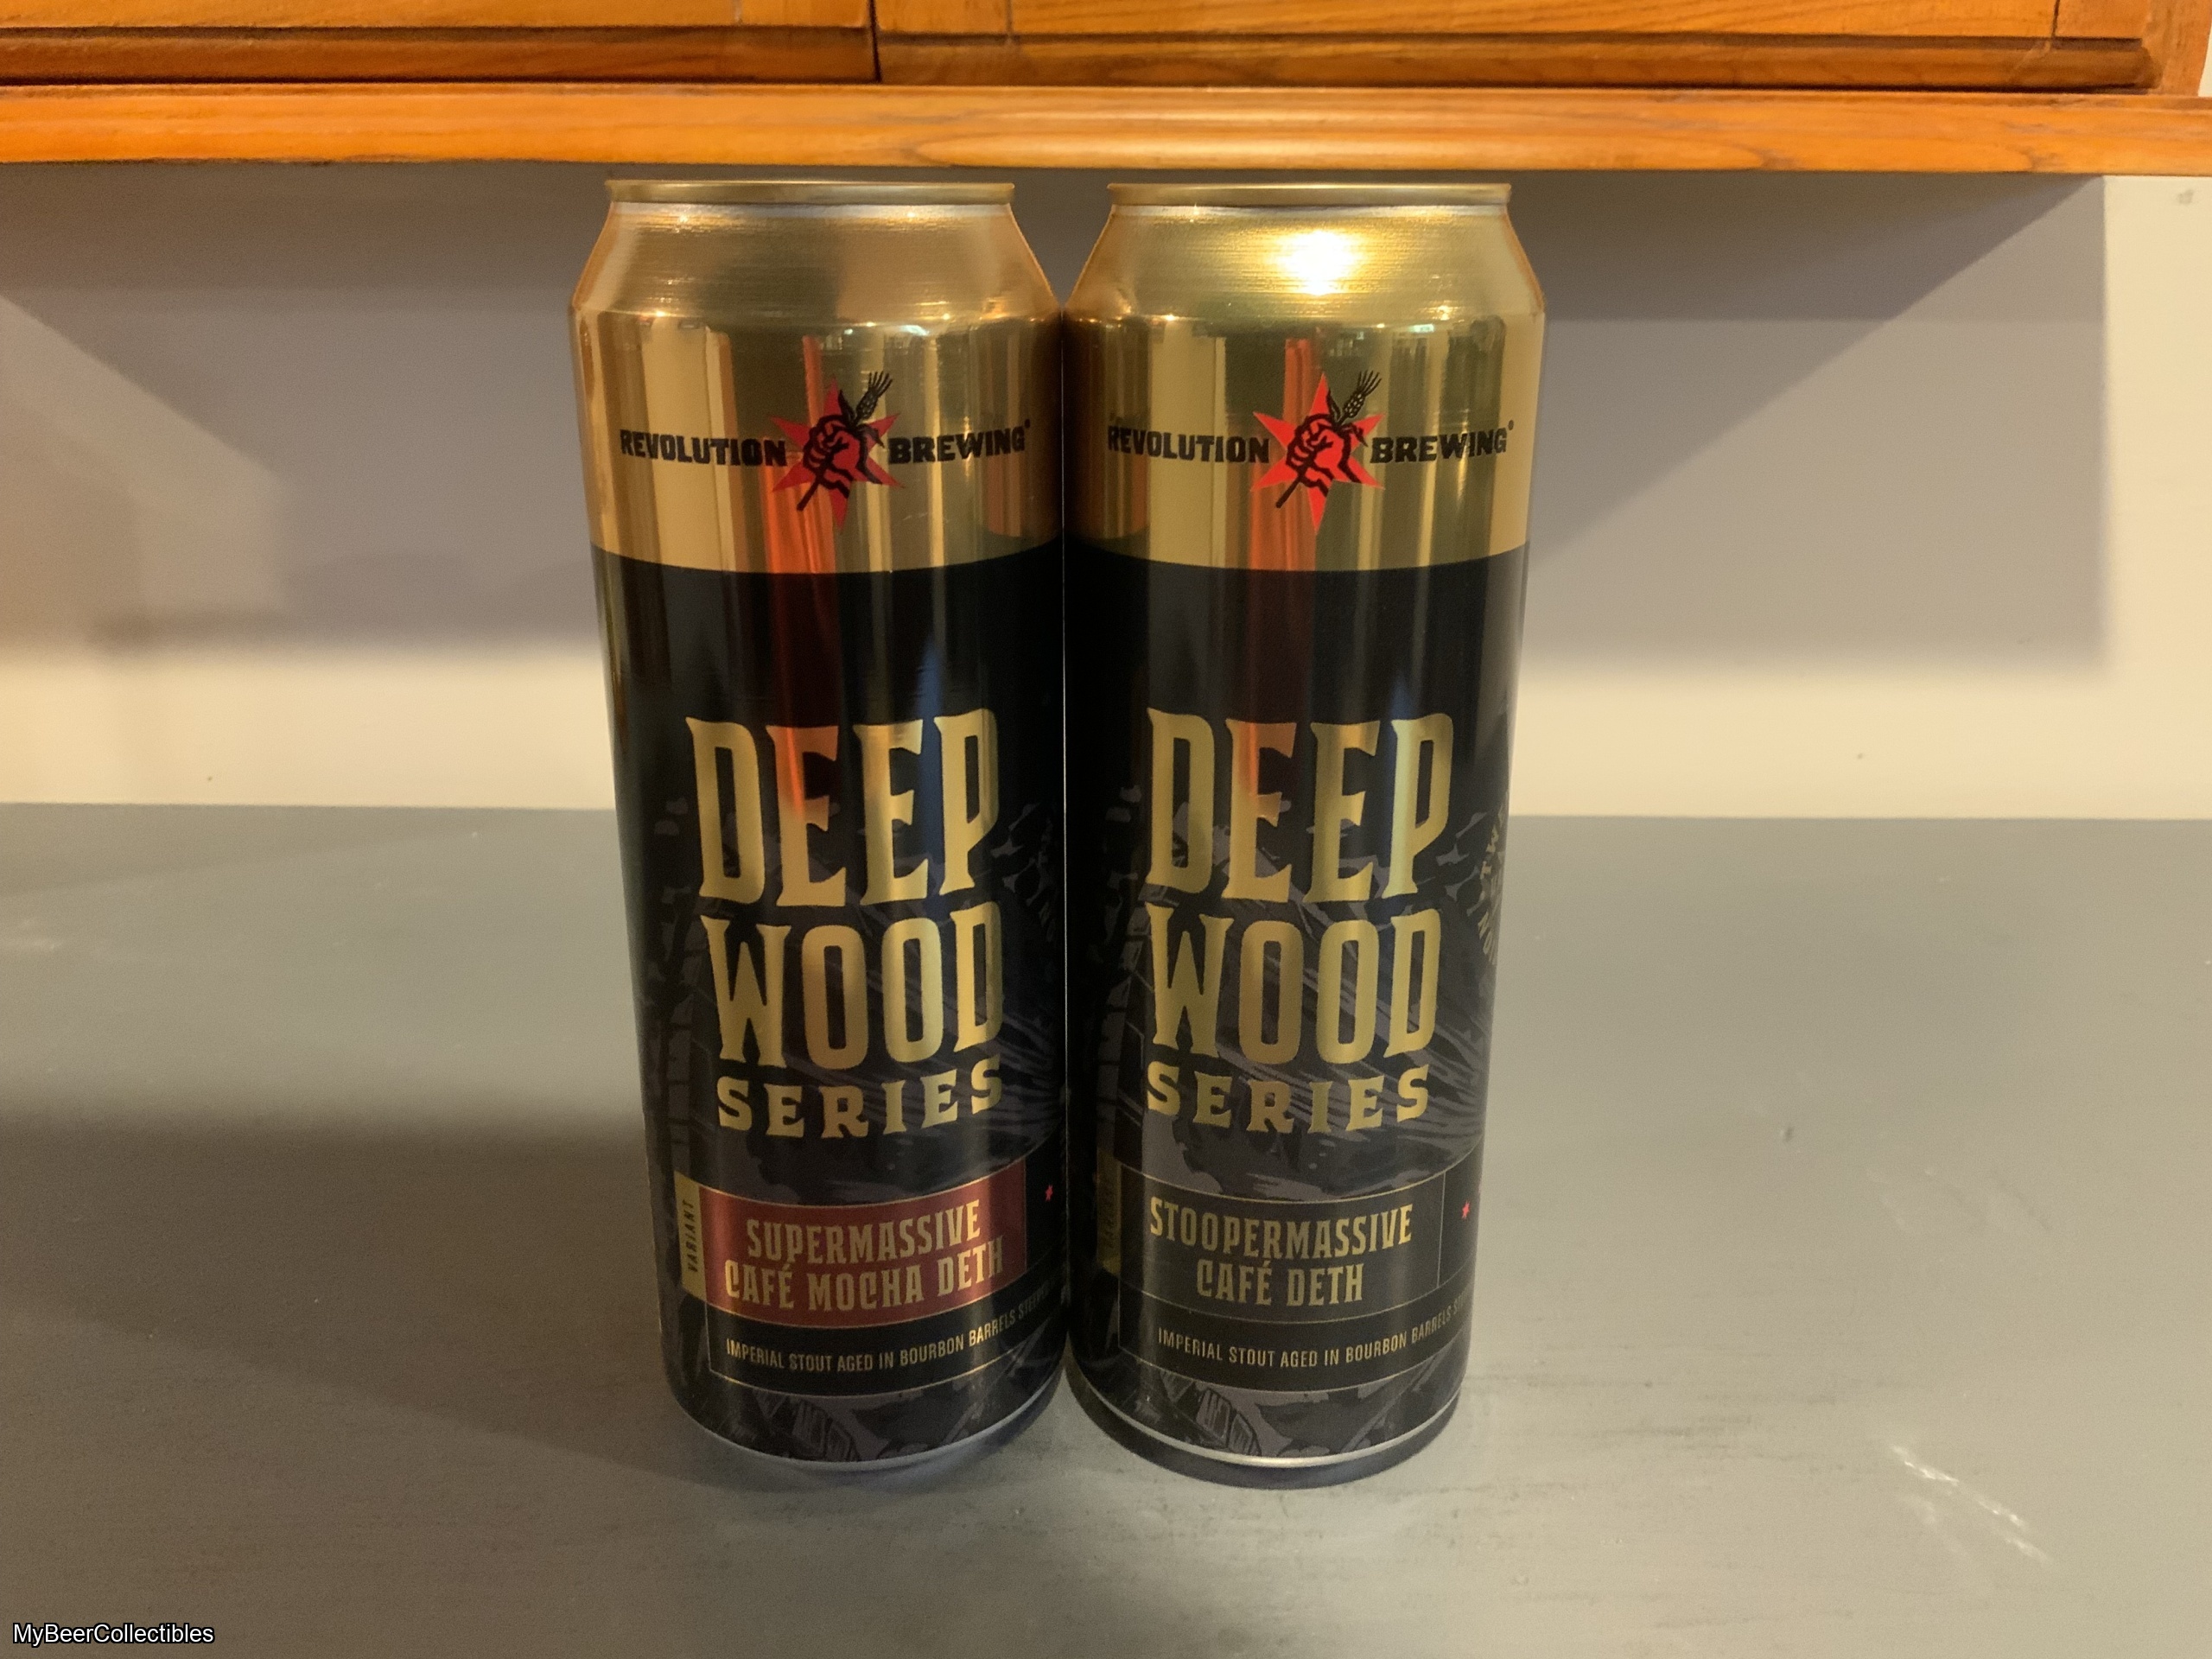 REVOLUTION BREWING®
DEEP
WOOD
SERIES
VARIANT
SUPERMASSIVE
CAFÉ MOCHA DETH
IMPERIAL STOUT AGED IN BOURBON BARRELS
REVOLUTION BREWING®
DEEP
WOOD
SERIES
STOOPERMASSIVE
CAFÉ DETH
IMPERIAL STOUT AGED IN BOURBON BARRELS
MyBeerCollectibles